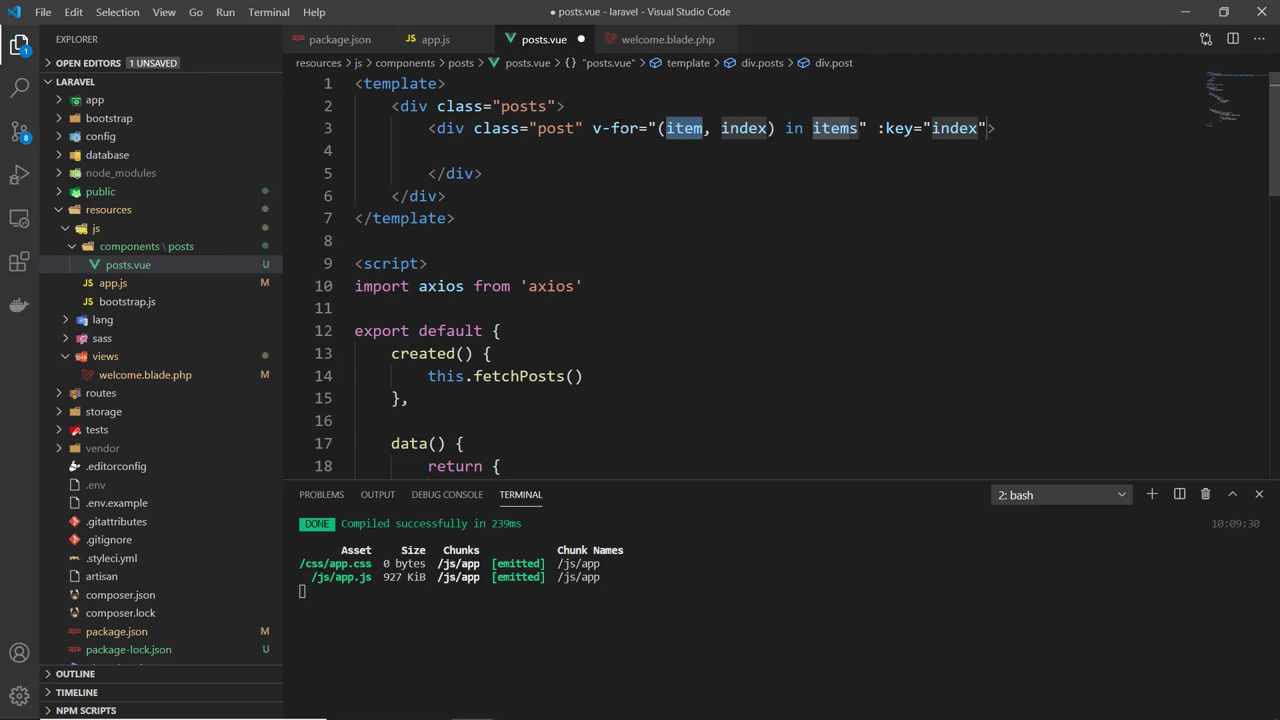 File Edit Selection View Go Run Terminal Help
● posts.vue - laravel - Visual Studio Code
EXPLORER
package.json
JS app.js
posts.vue
welcome.blade.php
OPEN EDITORS 1 UNSAVED
resources > js > components > posts > posts.vue > {} "posts.vue" > template > div.posts > div.post
LARAVEL
app
bootstrap
config
database
node_modules
public
resources
js
components \ posts
posts.vue U
JS app.js M
JS bootstrap.js
lang
sass
views
welcome.blade.php M
routes
storage
tests
vendor
.editorconfig
.env
.env.example
.gitattributes
.gitignore
.styleci.yml
artisan
composer.json
composer.lock
package.json M
package-lock.json U
OUTLINE
TIMELINE
NPM SCRIPTS
1 <template>
2 <div class="posts">
3 <div class="post" v-for="(item, index) in items" :key="index">
4
5 </div>
6 </div>
7 </template>
8
9 <script>
10 import axios from 'axios'
11
12 export default {
13 created() {
14 this.fetchPosts()
15 },
16
17 data() {
18 return {
PROBLEMS OUTPUT DEBUG CONSOLE TERMINAL
2: bash
DONE Compiled successfully in 239ms
10:09:30
Asset Size Chunks Chunk Names
/css/app.css 0 bytes /js/app [emitted] /js/app
/js/app.js 927 KiB /js/app [emitted] /js/app
1